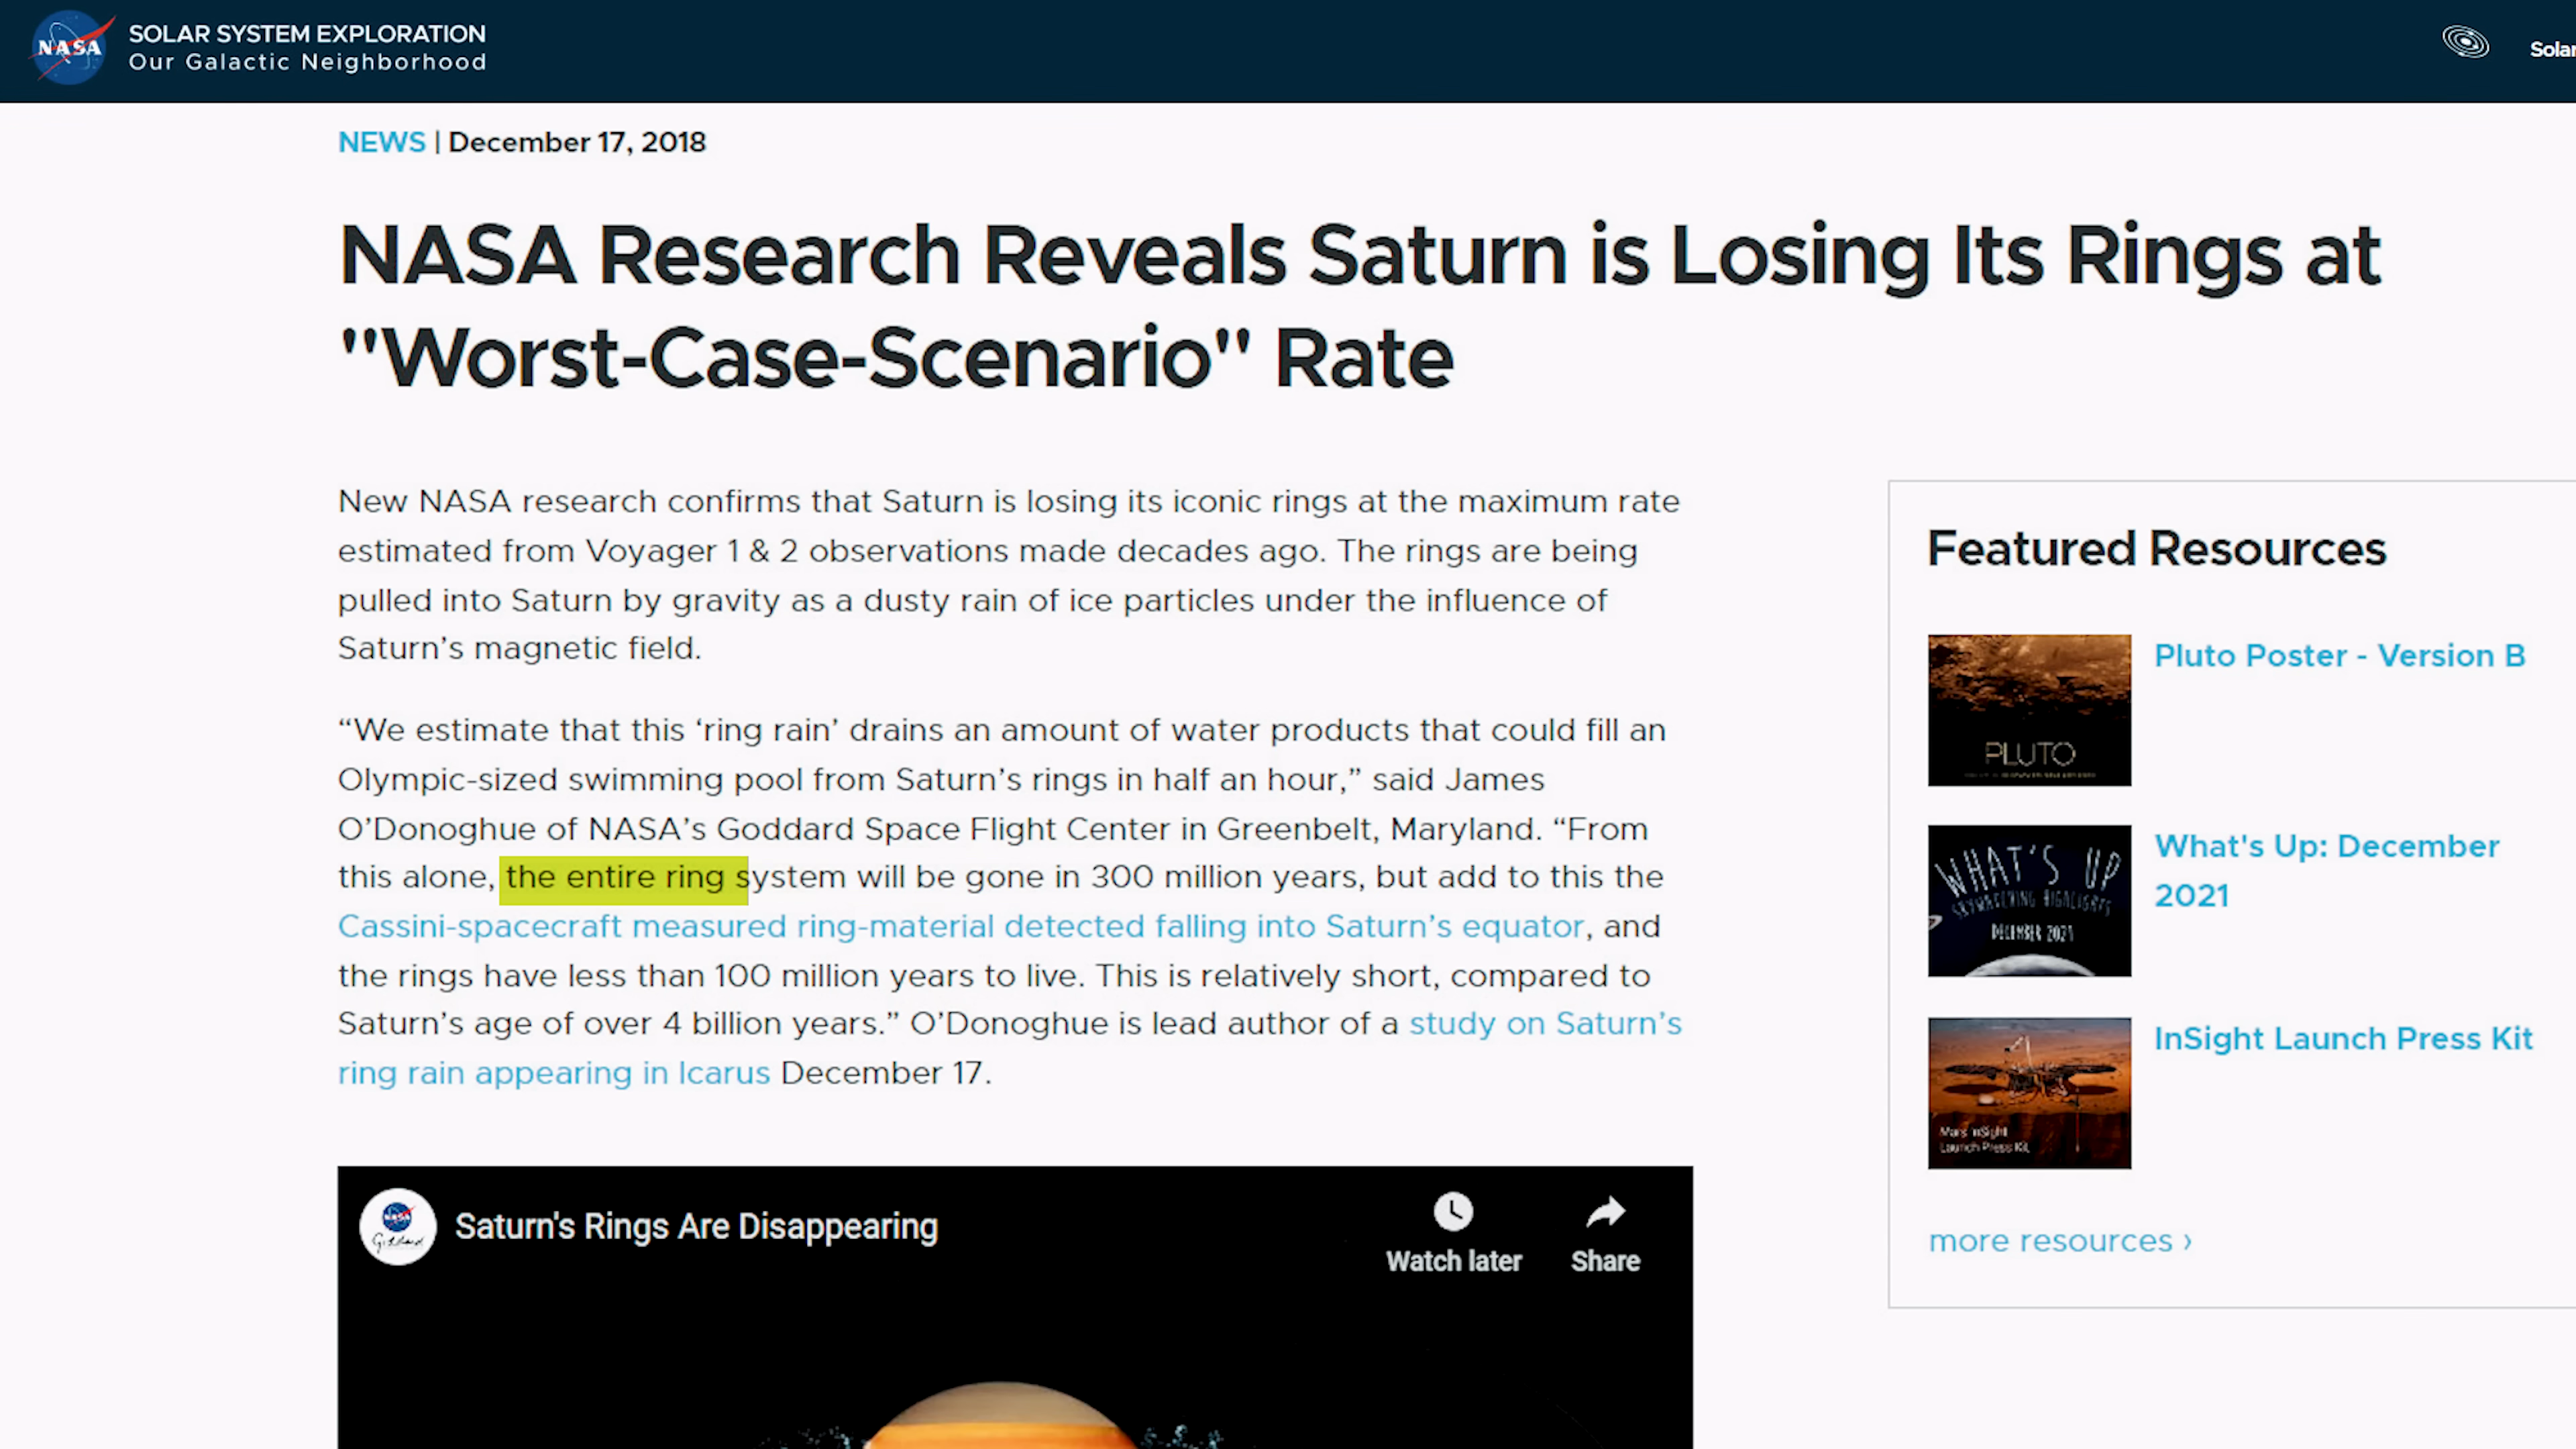 NASA
SOLAR SYSTEM EXPLORATION
Our Galactic Neighborhood
Solar
NEWS | December 17, 2018
NASA Research Reveals Saturn is Losing Its Rings at
"Worst-Case-Scenario" Rate
New NASA research confirms that Saturn is losing its iconic rings at the maximum rate
estimated from Voyager 1 & 2 observations made decades ago. The rings are being
pulled into Saturn by gravity as a dusty rain of ice particles under the influence of
Saturn’s magnetic field.
“We estimate that this ‘ring rain’ drains an amount of water products that could fill an
Olympic-sized swimming pool from Saturn’s rings in half an hour,” said James
O’Donoghue of NASA’s Goddard Space Flight Center in Greenbelt, Maryland. “From
this alone, the entire ring system will be gone in 300 million years, but add to this the
Cassini-spacecraft measured ring-material detected falling into Saturn’s equator, and
the rings have less than 100 million years to live. This is relatively short, compared to
Saturn’s age of over 4 billion years.” O’Donoghue is lead author of a study on Saturn’s
ring rain appearing in Icarus December 17.
NASA
Goddard
Saturn's Rings Are Disappearing
Watch later
Share
Featured Resources
PLUTO
Pluto Poster - Version B
WHAT'S UP
SKYWATCHING HIGHLIGHTS
DECEMBER 2021
What's Up: December
2021
Mars InSight
Launch Press Kit
InSight Launch Press Kit
more resources ›